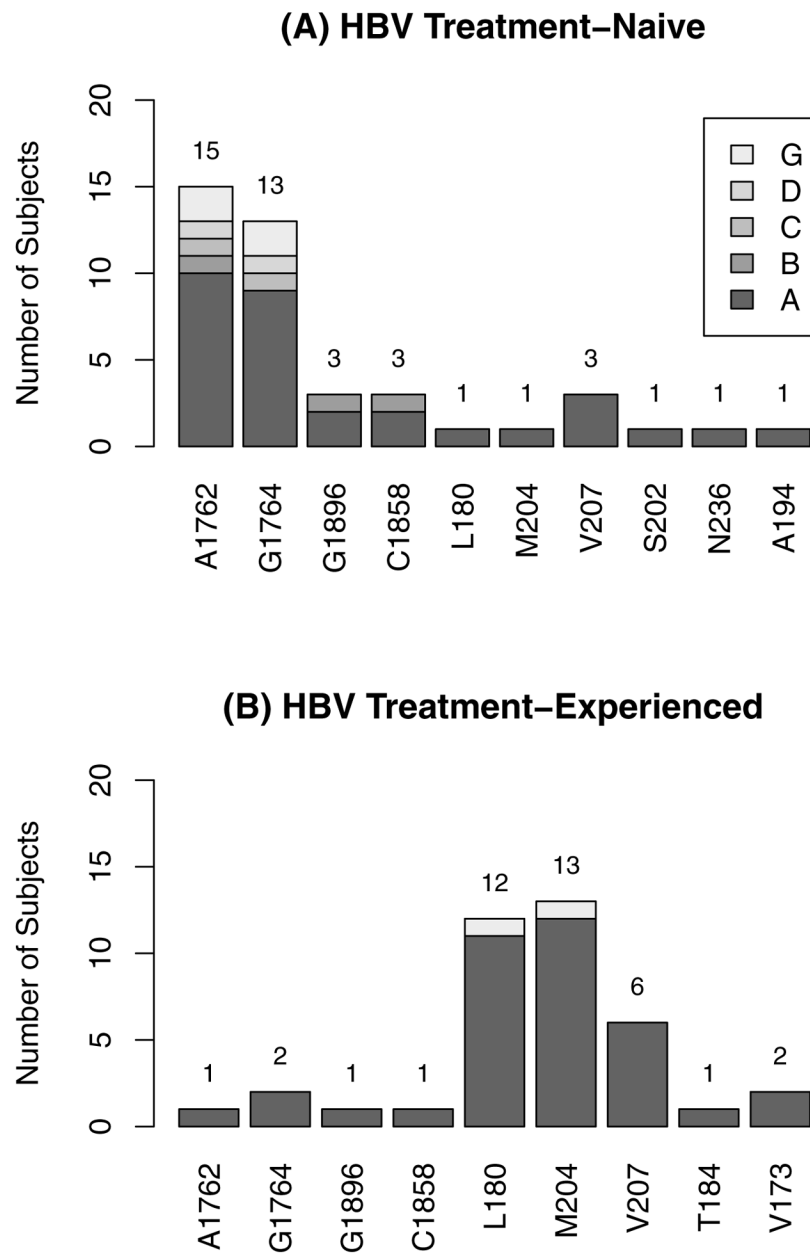 (A) HBV Treatment–Naive
Number of Subjects
20
15
10
5
0
15
13
3
3
1
1
3
1
1
1
G
D
C
B
A
A1762
G1764
G1896
C1858
L180
M204
V207
S202
N236
A194
(B) HBV Treatment–Experienced
Number of Subjects
20
15
10
5
0
1
2
1
1
12
13
6
1
2
A1762
G1764
G1896
C1858
L180
M204
V207
T184
V173